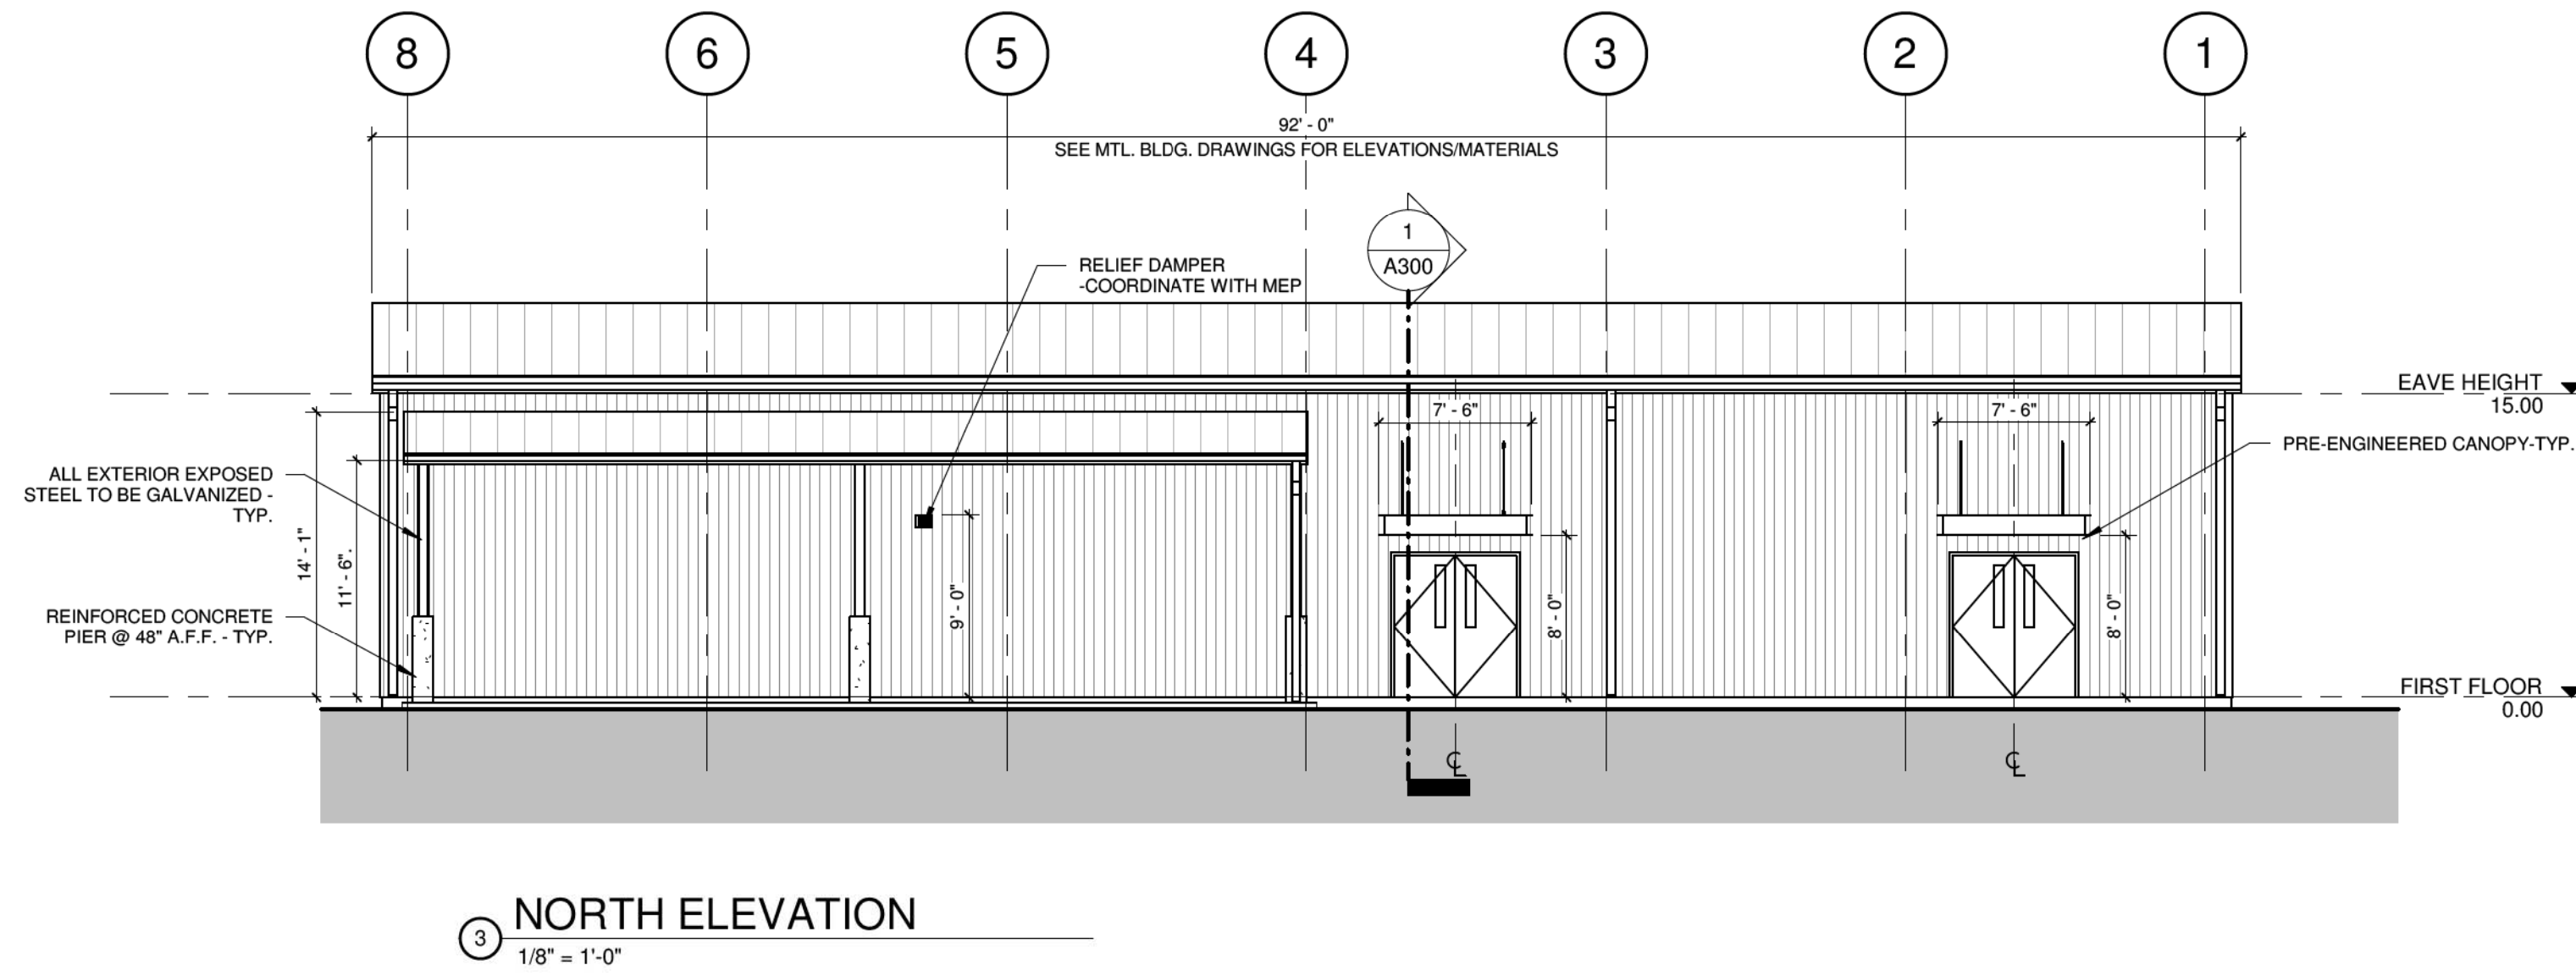 8 6 5 4 3 2 1
92' - 0"
SEE MTL. BLDG. DRAWINGS FOR ELEVATIONS/MATERIALS
1
A300
RELIEF DAMPER
-COORDINATE WITH MEP
EAVE HEIGHT
15.00
7' - 6"
7' - 6"
PRE-ENGINEERED CANOPY-TYP.
ALL EXTERIOR EXPOSED
STEEL TO BE GALVANIZED -
TYP.
14' - 1"
11' - 6".
9' - 0"
8' - 0"
8' - 0"
REINFORCED CONCRETE
PIER @ 48" A.F.F. - TYP.
FIRST FLOOR
0.00
℄
℄
3
NORTH ELEVATION
1/8" = 1'-0"